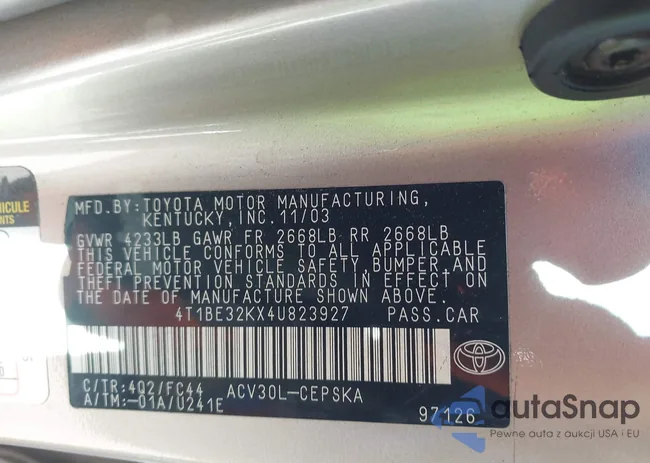 HICULE
NTS
MFD.BY:TOYOTA MOTOR MANUFACTURING,
KENTUCKY, INC. 11/03
GVWR 4233LB GAWR FR 2668LB RR 2668LB
THIS VEHICLE CONFORMS TO ALL APPLICABLE
FEDERAL MOTOR VEHICLE SAFETY, BUMPER, AND
THEFT PREVENTION STANDARDS IN EFFECT ON
THE DATE OF MANUFACTURE SHOWN ABOVE.
4T1BE32KX4U823927 PASS.CAR
C/TR:4Q2/FC44 ACV30L-CEPSKA
A/TM:-01A/U241E
97126
autaSnap
Pewne auta z aukcji USA i EU